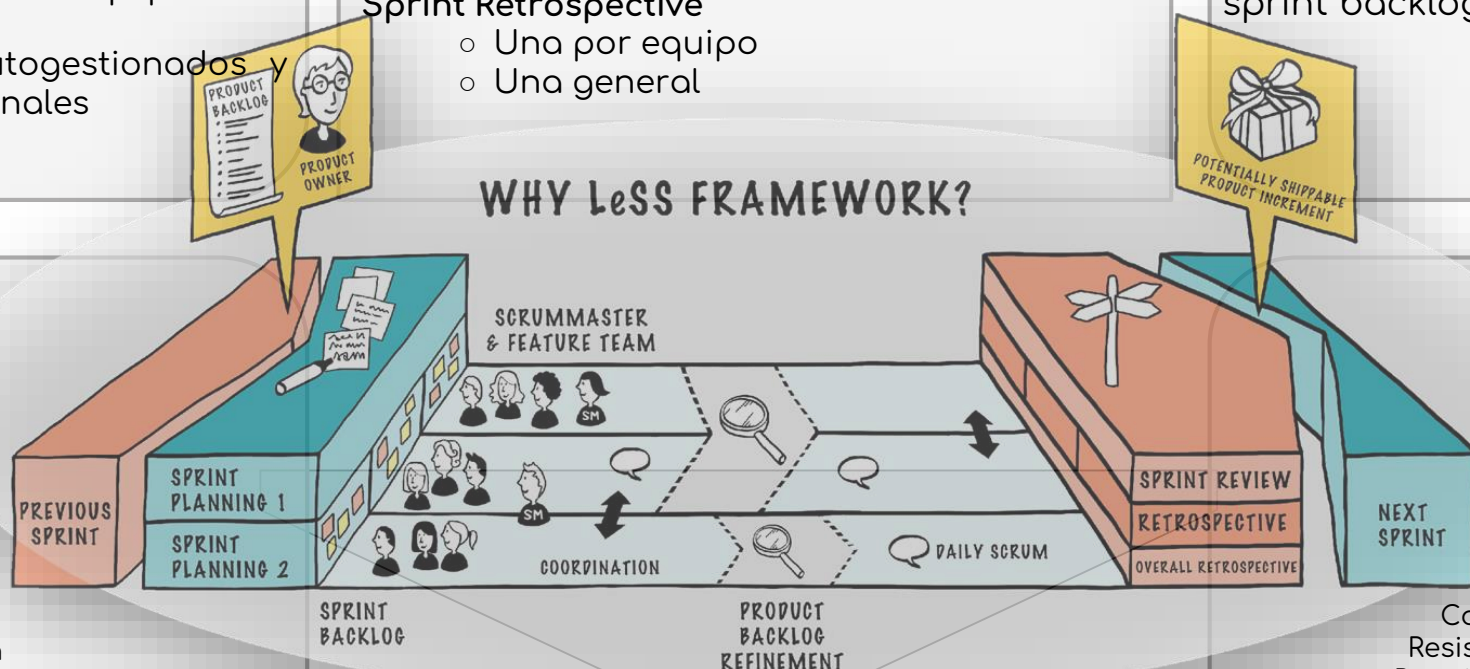 Sprint Retrospective
○ Una por equipo
○ Una general
y
nales
sprint backlog
PRODUCT
BACKLOG
PRODUCT
OWNER
POTENTIALLY SHIPPABLE
PRODUCT INCREMENT
WHY LeSS FRAMEWORK?
SCRUMMASTER
& FEATURE TEAM
SM
SM
PREVIOUS
SPRINT
SPRINT
PLANNING 1
SPRINT
PLANNING 2
COORDINATION
DAILY SCRUM
SPRINT REVIEW
RETROSPECTIVE
OVERALL RETROSPECTIVE
NEXT
SPRINT
SPRINT
BACKLOG
PRODUCT
BACKLOG
REFINEMENT
Co
Resis